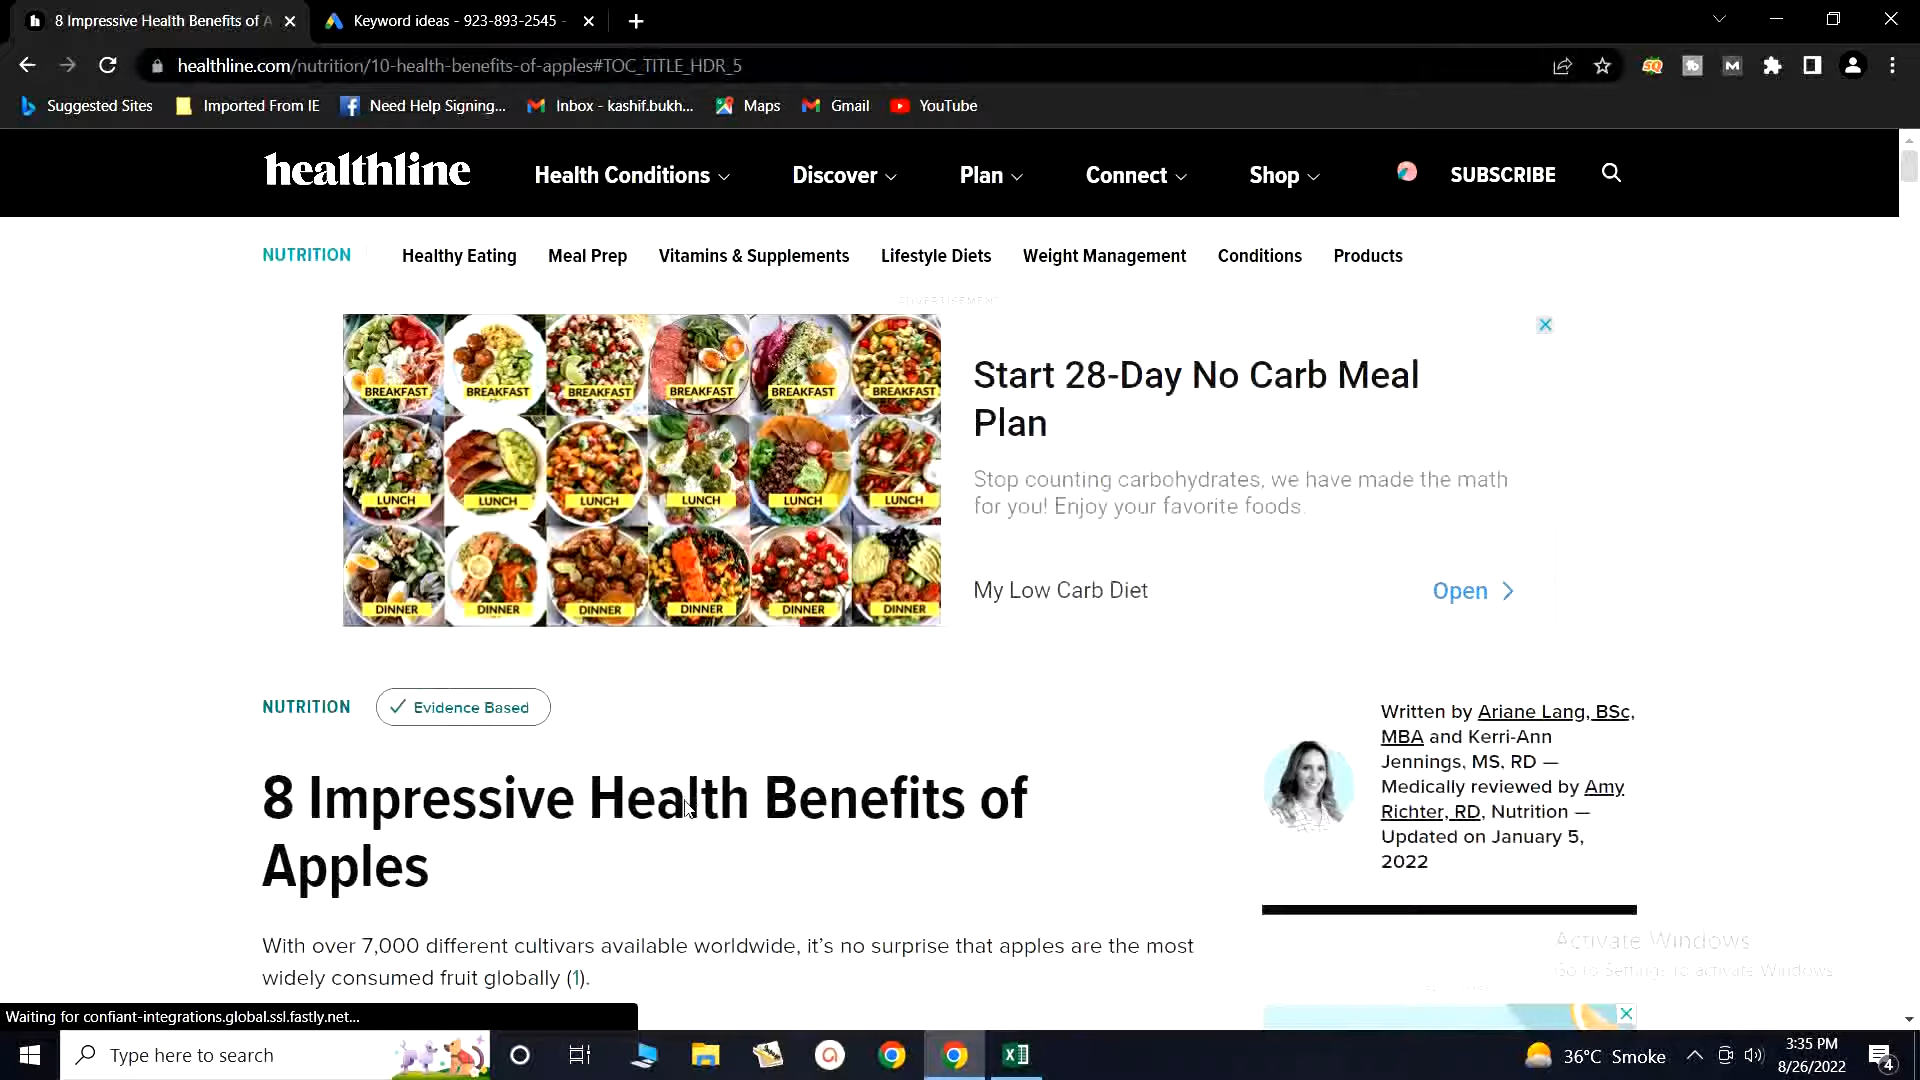 8 Impressive Health Benefits of A
Keyword ideas - 923-893-2545 -
healthline.com/nutrition/10-health-benefits-of-apples#TOC_TITLE_HDR_5
Suggested Sites
Imported From IE
Need Help Signing...
Inbox - kashif.bukh...
Maps
Gmail
YouTube
healthline
Health Conditions
Discover
Plan
Connect
Shop
SUBSCRIBE
NUTRITION
Healthy Eating
Meal Prep
Vitamins & Supplements
Lifestyle Diets
Weight Management
Conditions
Products
ADVERTISEMENT
BREAKFAST BREAKFAST BREAKFAST BREAKFAST BREAKFAST BREAKFAST
LUNCH LUNCH LUNCH LUNCH LUNCH LUNCH
DINNER DINNER DINNER DINNER DINNER DINNER
Start 28-Day No Carb Meal
Plan
Stop counting carbohydrates, we have made the math
for you! Enjoy your favorite foods.
My Low Carb Diet
Open
NUTRITION
Evidence Based
8 Impressive Health Benefits of
Apples
With over 7,000 different cultivars available worldwide, it's no surprise that apples are the most
widely consumed fruit globally (1).
Written by Ariane Lang, BSc,
MBA and Kerri-Ann
Jennings, MS, RD —
Medically reviewed by Amy
Richter, RD, Nutrition —
Updated on January 5,
2022
Activate Windows
Go to Settings to activate Windows.
Waiting for confiant-integrations.global.ssl.fastly.net...
Type here to search
36°C Smoke
3:35 PM
8/26/2022
4